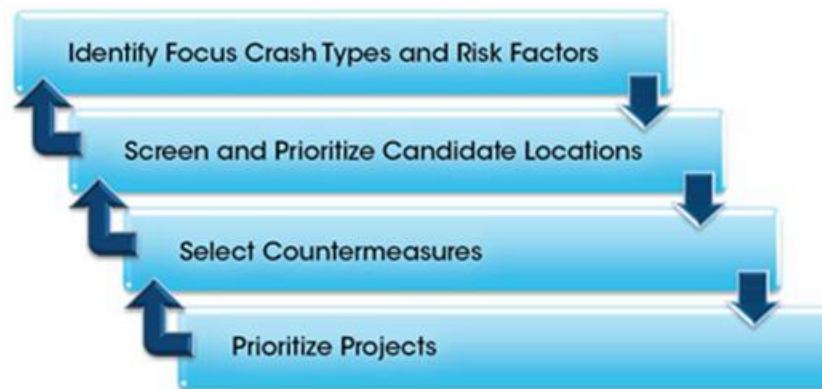 Identify Focus Crash Types and Risk Factors
Screen and Prioritize Candidate Locations
Select Countermeasures
Prioritize Projects